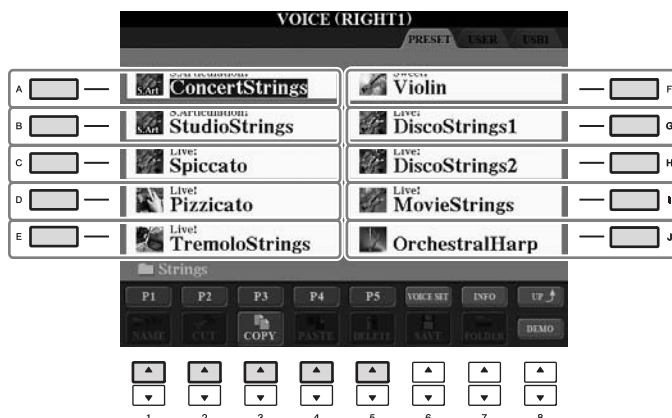 VOICE (RIGHT1)
PRESET USER USB1
A S.Articulation! S.Art ConcertStrings Sweet! Violin F
B S.Articulation! S.Art StudioStrings Live! DiscoStrings1 G
C Live! Spiccato Live! DiscoStrings2 H
D Live! Pizzicato Live! MovieStrings I
E Live! TremoloStrings OrchestralHarp J
Strings
P1 P2 P3 P4 P5 VOICE SET INFO UP
NAME CUT COPY PASTE DELETE SAVE FOLDER DEMO
1 2 3 4 5 6 7 8